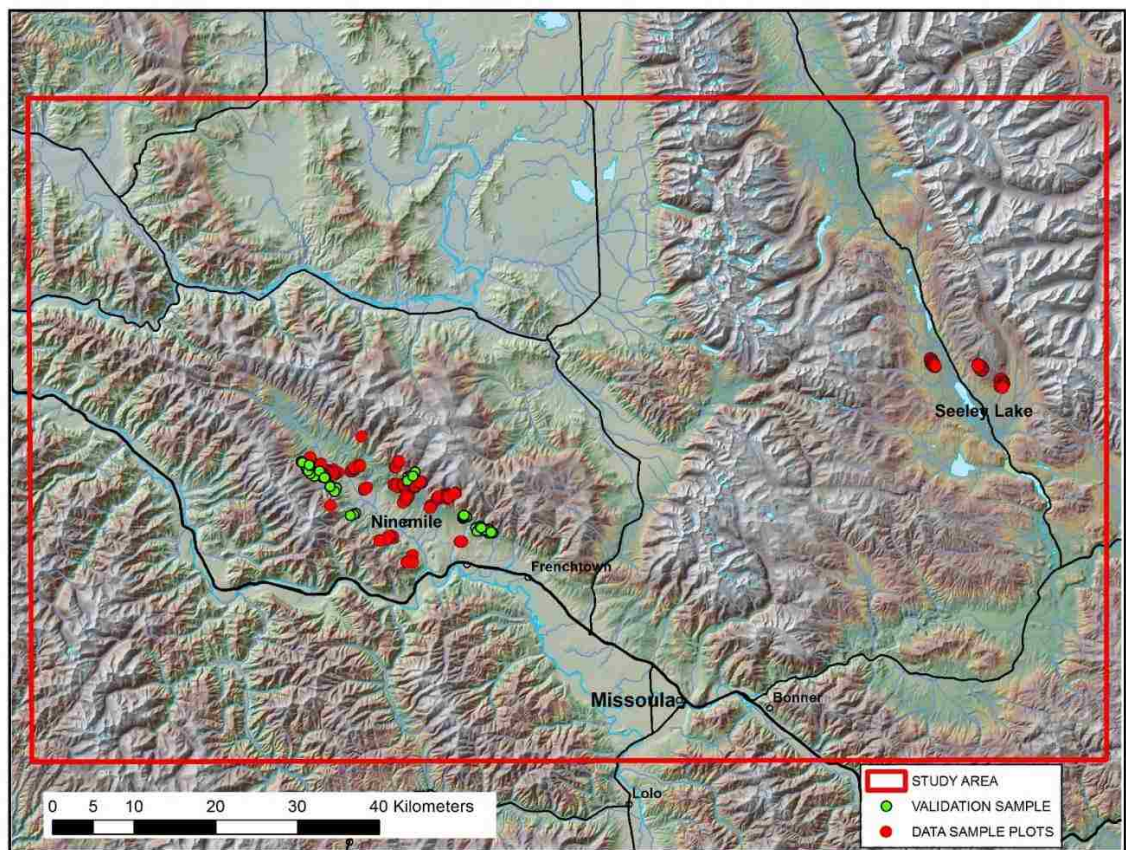 Seeley Lake
Ninemile
Frenchtown
Missoula
Bonner
Lolo
0 5 10 20 30 40 Kilometers
STUDY AREA
VALIDATION SAMPLE
DATA SAMPLE PLOTS